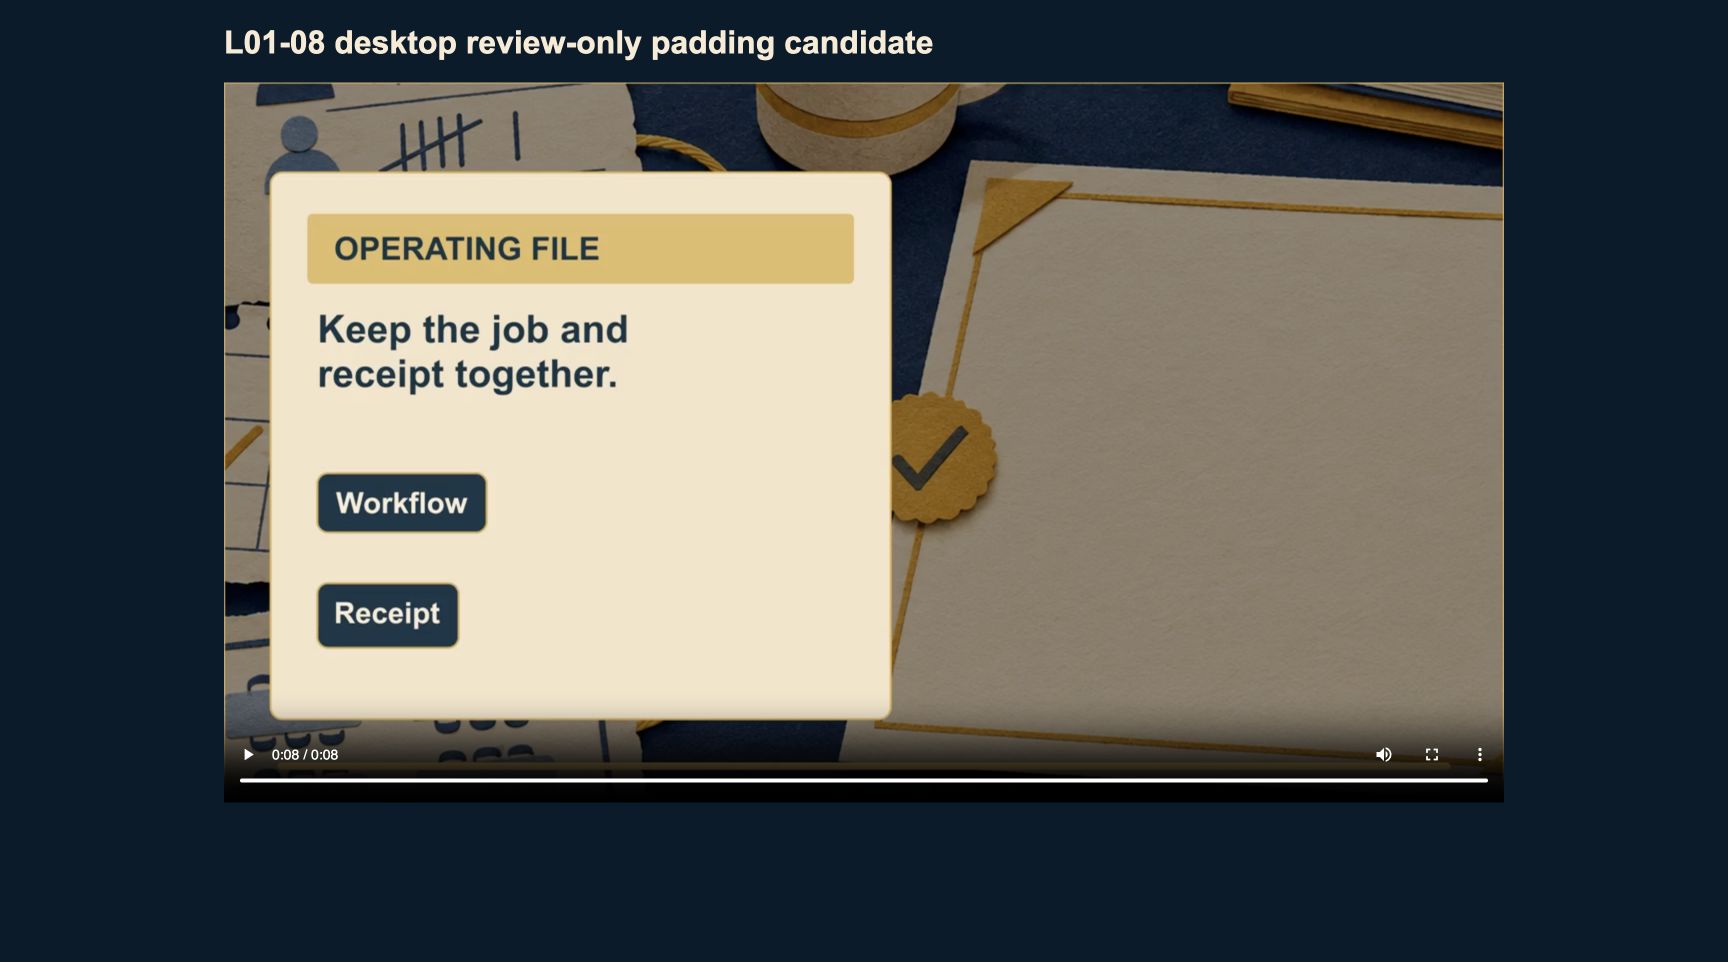 L01-08 desktop review-only padding candidate
OPERATING FILE
Keep the job and
receipt together.
Workflow
Receipt
0:08 / 0:08